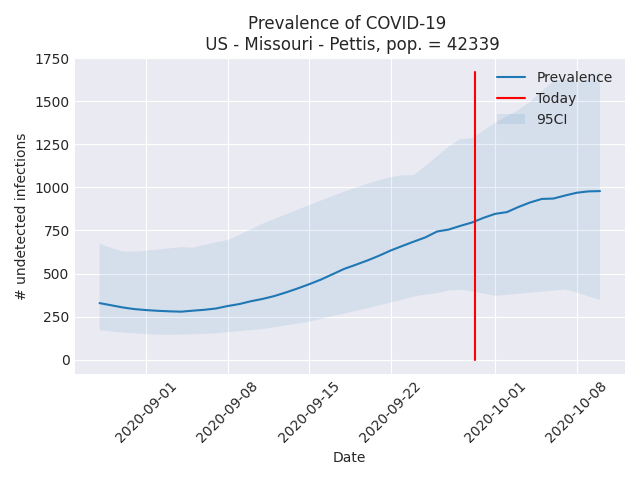 Prevalence of COVID-19
US - Missouri - Pettis, pop. = 42339
Prevalence
Today
95CI
1750
1500
1250
1000
750
500
250
0
# undetected infections
2020-09-01
2020-09-08
2020-09-15
2020-09-22
2020-10-01
2020-10-08
Date